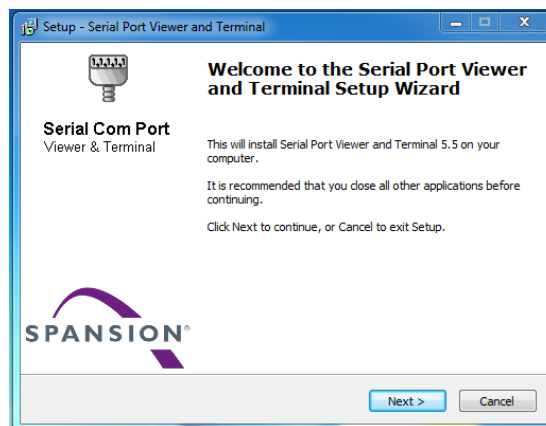 Setup - Serial Port Viewer and Terminal
Welcome to the Serial Port Viewer
and Terminal Setup Wizard
Serial Com Port
Viewer & Terminal
This will install Serial Port Viewer and Terminal 5.5 on your
computer.
It is recommended that you close all other applications before
continuing.
Click Next to continue, or Cancel to exit Setup.
SPANSION®
Next >
Cancel